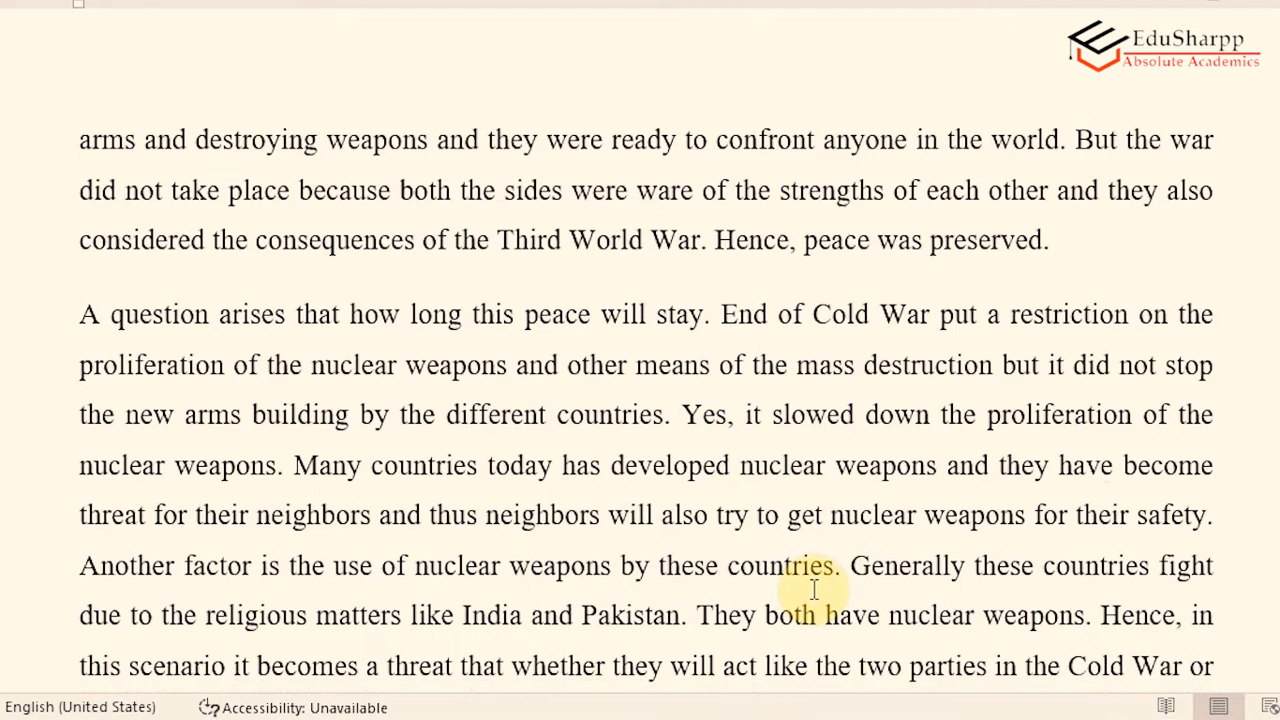 EduSharpp
Absolute Academics
arms and destroying weapons and they were ready to confront anyone in the world. But the war
did not take place because both the sides were ware of the strengths of each other and they also
considered the consequences of the Third World War. Hence, peace was preserved.
A question arises that how long this peace will stay. End of Cold War put a restriction on the
proliferation of the nuclear weapons and other means of the mass destruction but it did not stop
the new arms building by the different countries. Yes, it slowed down the proliferation of the
nuclear weapons. Many countries today has developed nuclear weapons and they have become
threat for their neighbors and thus neighbors will also try to get nuclear weapons for their safety.
Another factor is the use of nuclear weapons by these countries. Generally these countries fight
due to the religious matters like India and Pakistan. They both have nuclear weapons. Hence, in
this scenario it becomes a threat that whether they will act like the two parties in the Cold War or
English (United States) Accessibility: Unavailable